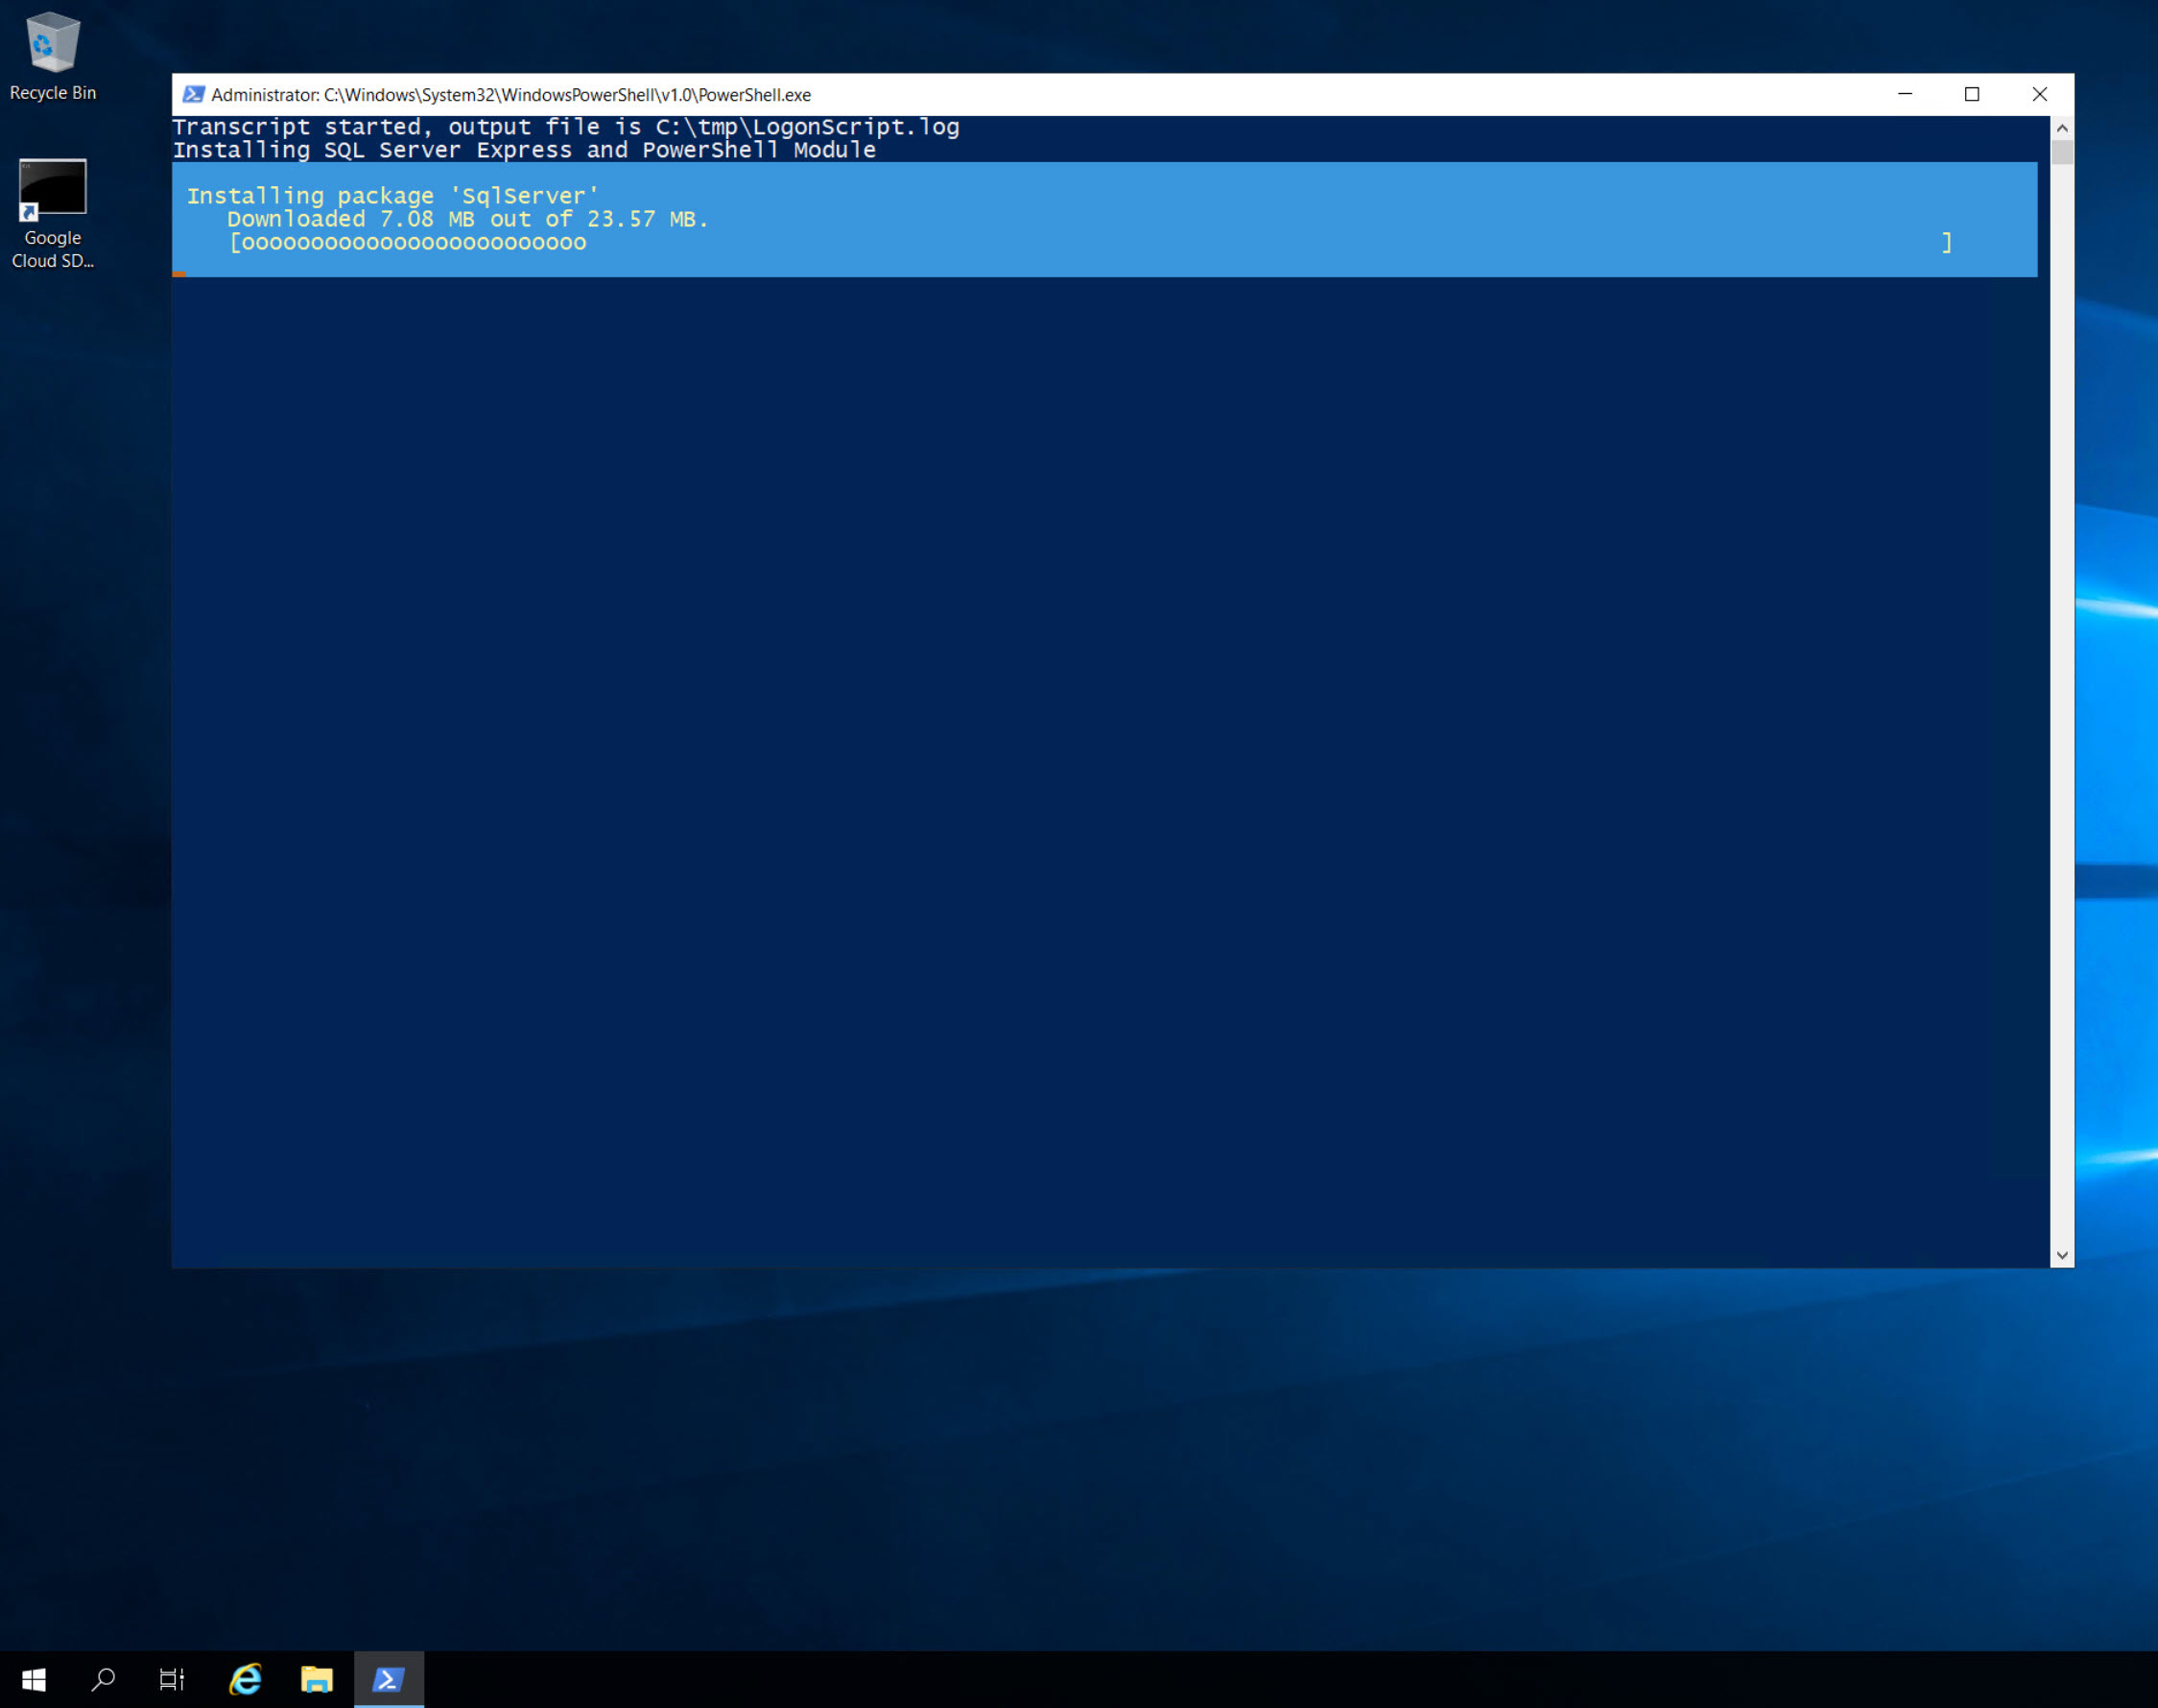 Recycle Bin
Google
Cloud SD...
Administrator: C:\Windows\System32\WindowsPowerShell\v1.0\PowerShell.exe
Transcript started, output file is C:\tmp\LogonScript.log
Installing SQL Server Express and PowerShell Module
Installing package 'SqlServer'
Downloaded 7.08 MB out of 23.57 MB.
[ooooooooooooooooooooooooo ]